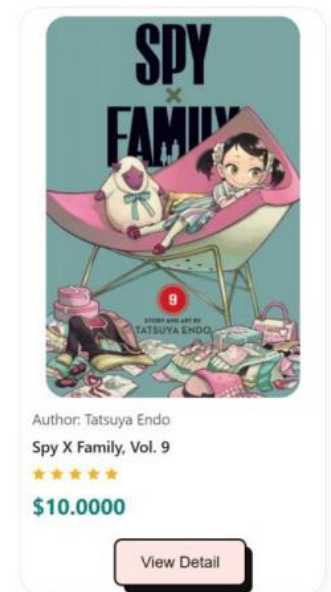 SPY
×
FAMILY
9
STORY AND ART BY
TATSUYA ENDO
Author: Tatsuya Endo
Spy X Family, Vol. 9
$10.0000
View Detail